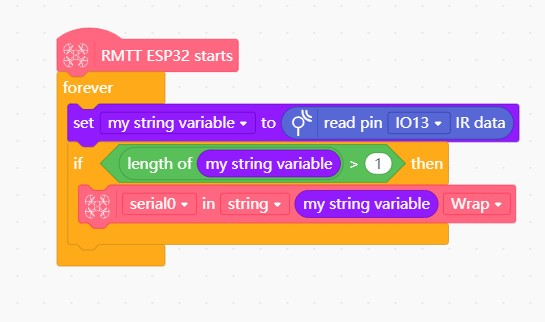 RMTT ESP32 starts
forever
set my string variable to read pin IO13 IR data
if length of my string variable > 1 then
serial0 in string my string variable Wrap